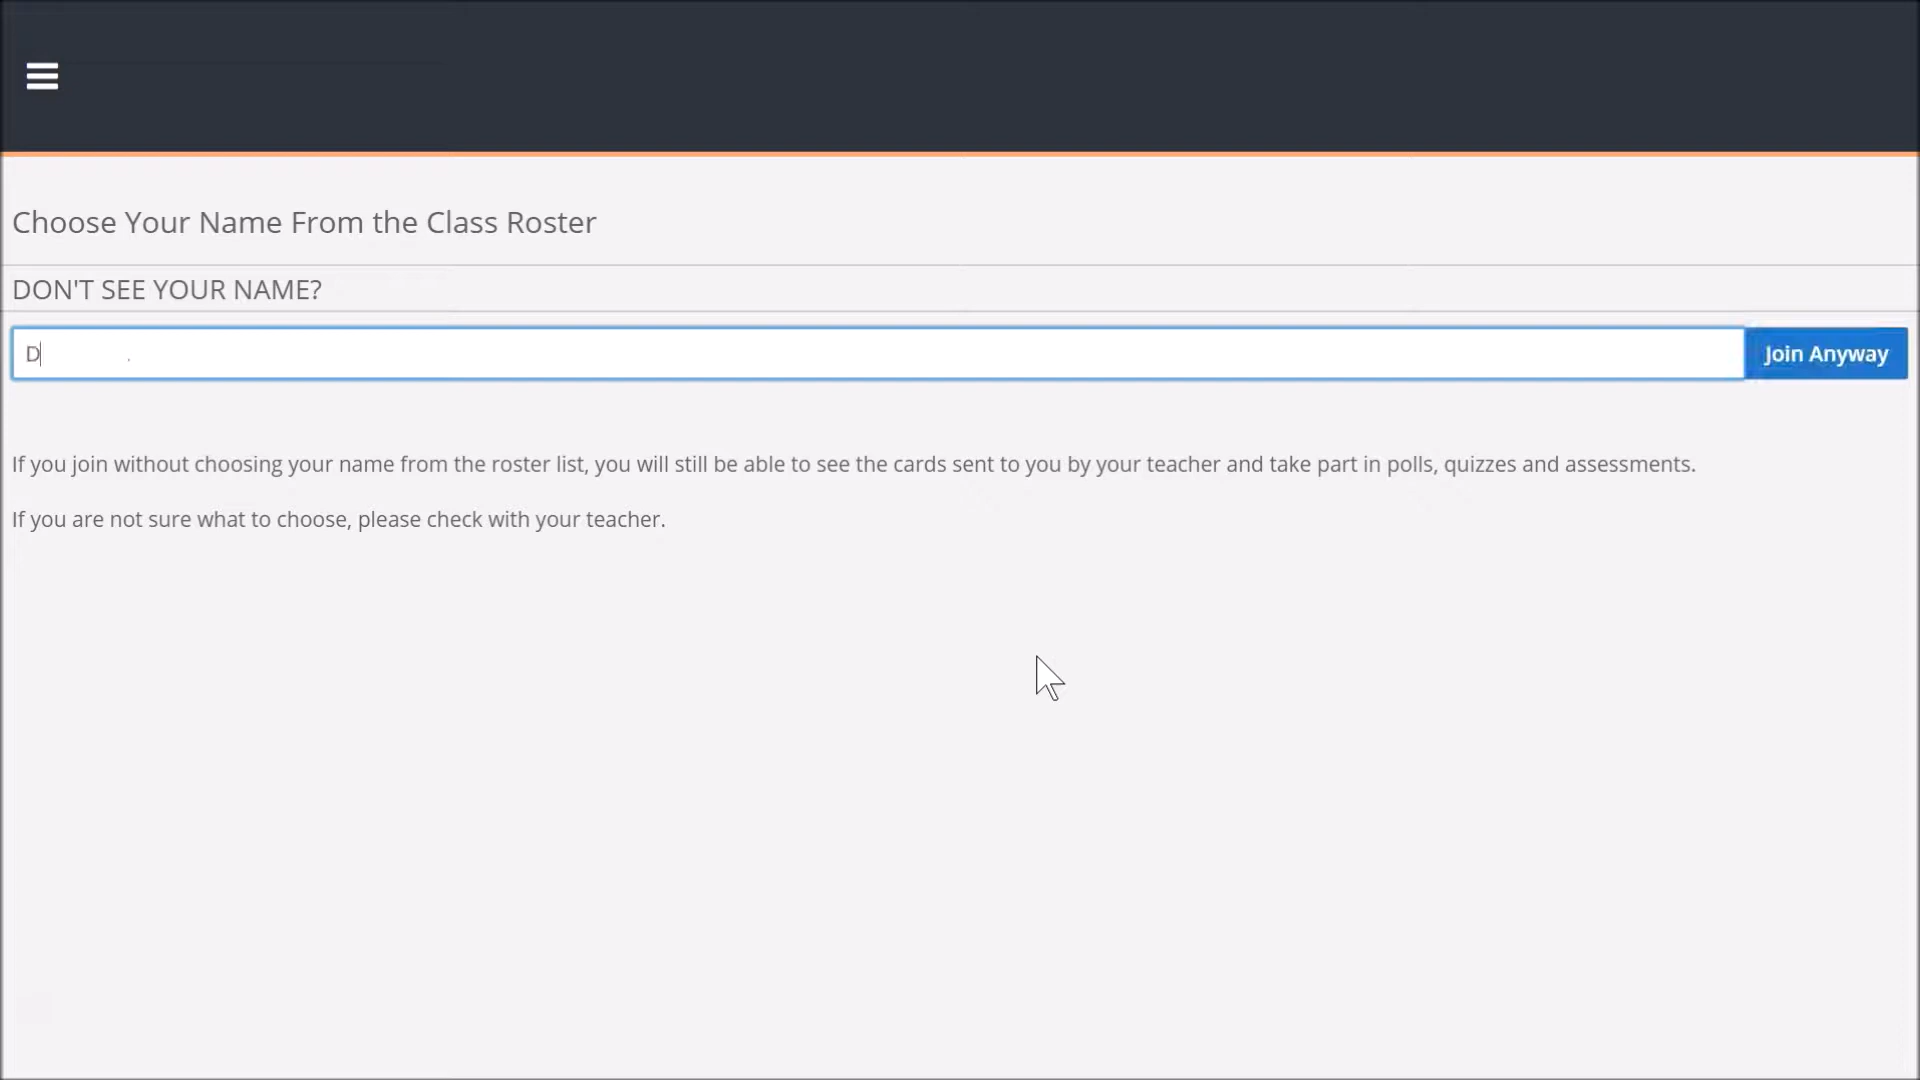 Choose Your Name From the Class Roster
DON'T SEE YOUR NAME?
D
Join Anyway
If you join without choosing your name from the roster list, you will still be able to see the cards sent to you by your teacher and take part in polls, quizzes and assessments.
If you are not sure what to choose, please check with your teacher.